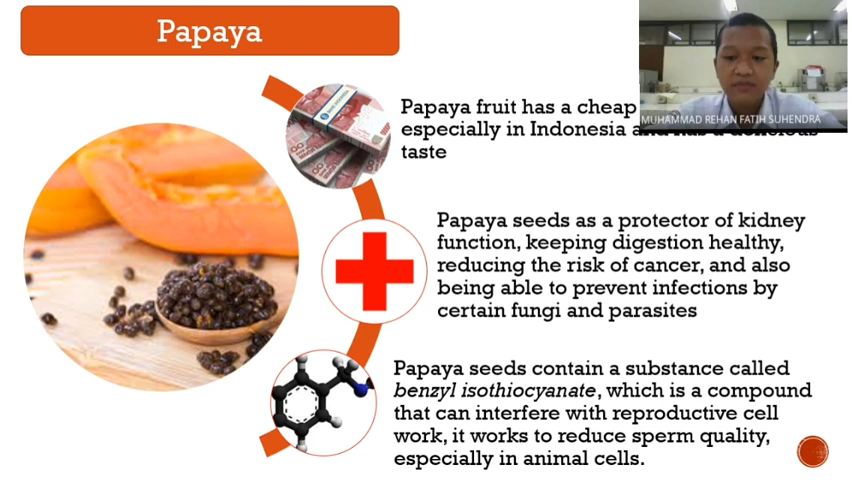 Papaya
MUHAMMAD REHAN FATIH SUHENDRA
Papaya fruit has a cheap
especially in Indonesia and has a delicious
taste
Papaya seeds as a protector of kidney
function, keeping digestion healthy,
reducing the risk of cancer, and also
being able to prevent infections by
certain fungi and parasites
Papaya seeds contain a substance called
benzyl isothiocyanate, which is a compound
that can interfere with reproductive cell
work, it works to reduce sperm quality,
especially in animal cells.